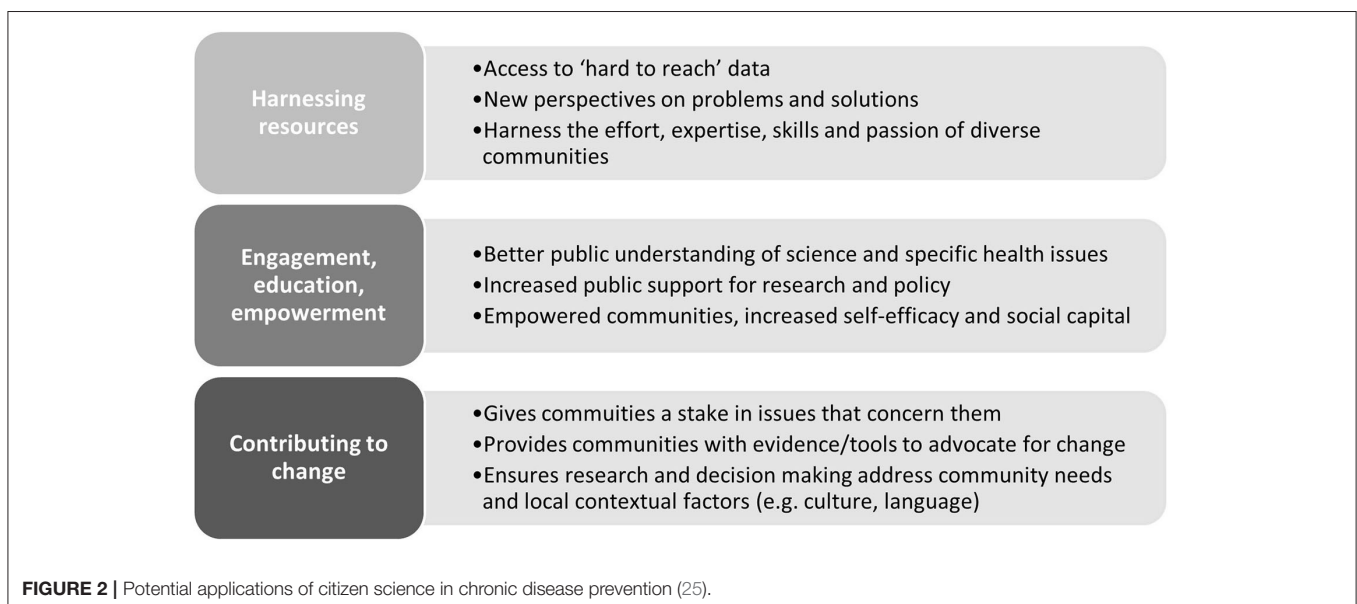 Harnessing
resources
•Access to ‘hard to reach’ data
•New perspectives on problems and solutions
•Harness the effort, expertise, skills and passion of diverse
communities
Engagement,
education,
empowerment
•Better public understanding of science and specific health issues
•Increased public support for research and policy
•Empowered communities, increased self-efficacy and social capital
Contributing to
change
•Gives commuities a stake in issues that concern them
•Provides communities with evidence/tools to advocate for change
•Ensures research and decision making address community needs
and local contextual factors (e.g. culture, language)
FIGURE 2 | Potential applications of citizen science in chronic disease prevention (25).